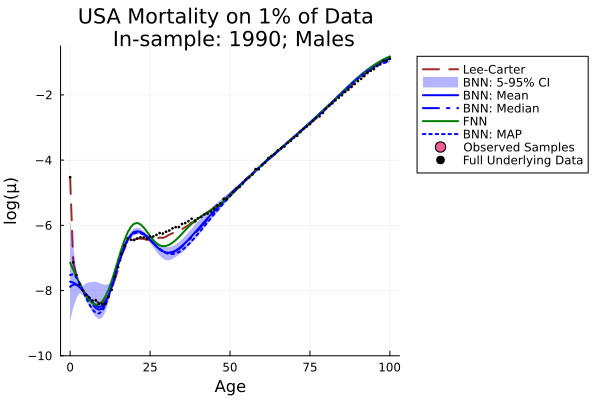 USA Mortality on 1% of Data
In-sample: 1990; Males
log(μ)
−2
−4
−6
−8
−10
0
25
50
75
100
Age
Lee-Carter
BNN: 5-95% CI
BNN: Mean
BNN: Median
FNN
BNN: MAP
Observed Samples
Full Underlying Data